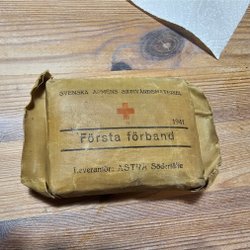 SVENSKA ARMÉNS SJUKVÅRDSMATERIEL
1941
Första förband
Leverantör: ASTRA Södertälje